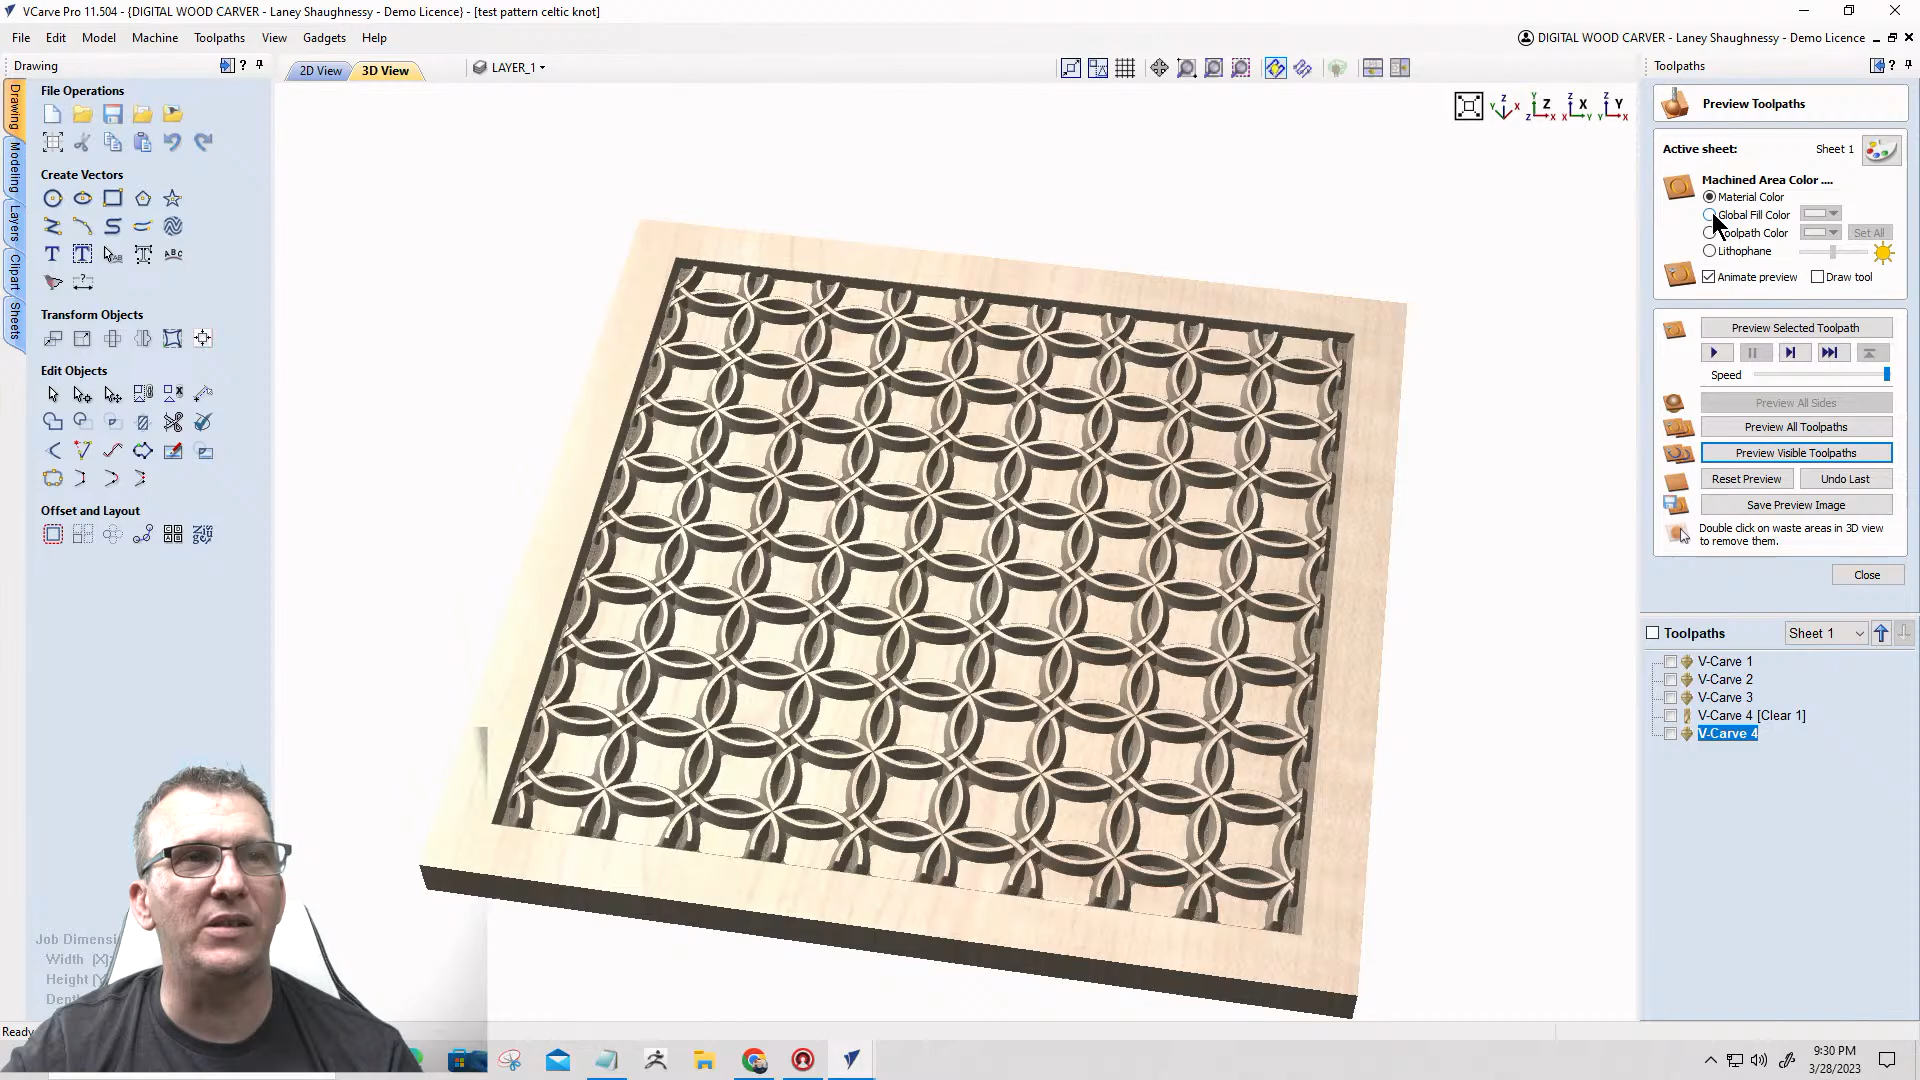 VCarve Pro 11.504 - {DIGITAL WOOD CARVER - Laney Shaughnessy - Demo Licence} - [test pattern celtic knot]
File Edit Model Machine Toolpaths View Gadgets Help
DIGITAL WOOD CARVER - Laney Shaughnessy - Demo Licence
Drawing
2D View
3D View
LAYER_1
Toolpaths
Drawing
Modeling
Layers
Clipart
Sheets
File Operations
Create Vectors
Transform Objects
Edit Objects
Offset and Layout
Job Dimensi
Width (X):
Height (Y
Dept
Ready
Preview Toolpaths
Active sheet: Sheet 1
Machined Area Color ....
Material Color
Global Fill Color
oolpath Color
Set All
Lithophane
Animate preview
Draw tool
Preview Selected Toolpath
Speed
Preview All Sides
Preview All Toolpaths
Preview Visible Toolpaths
Reset Preview
Undo Last
Save Preview Image
Double click on waste areas in 3D view
to remove them.
Close
Toolpaths
Sheet 1
V-Carve 1
V-Carve 2
V-Carve 3
V-Carve 4 [Clear 1]
V-Carve 4
9:30 PM
3/28/2023